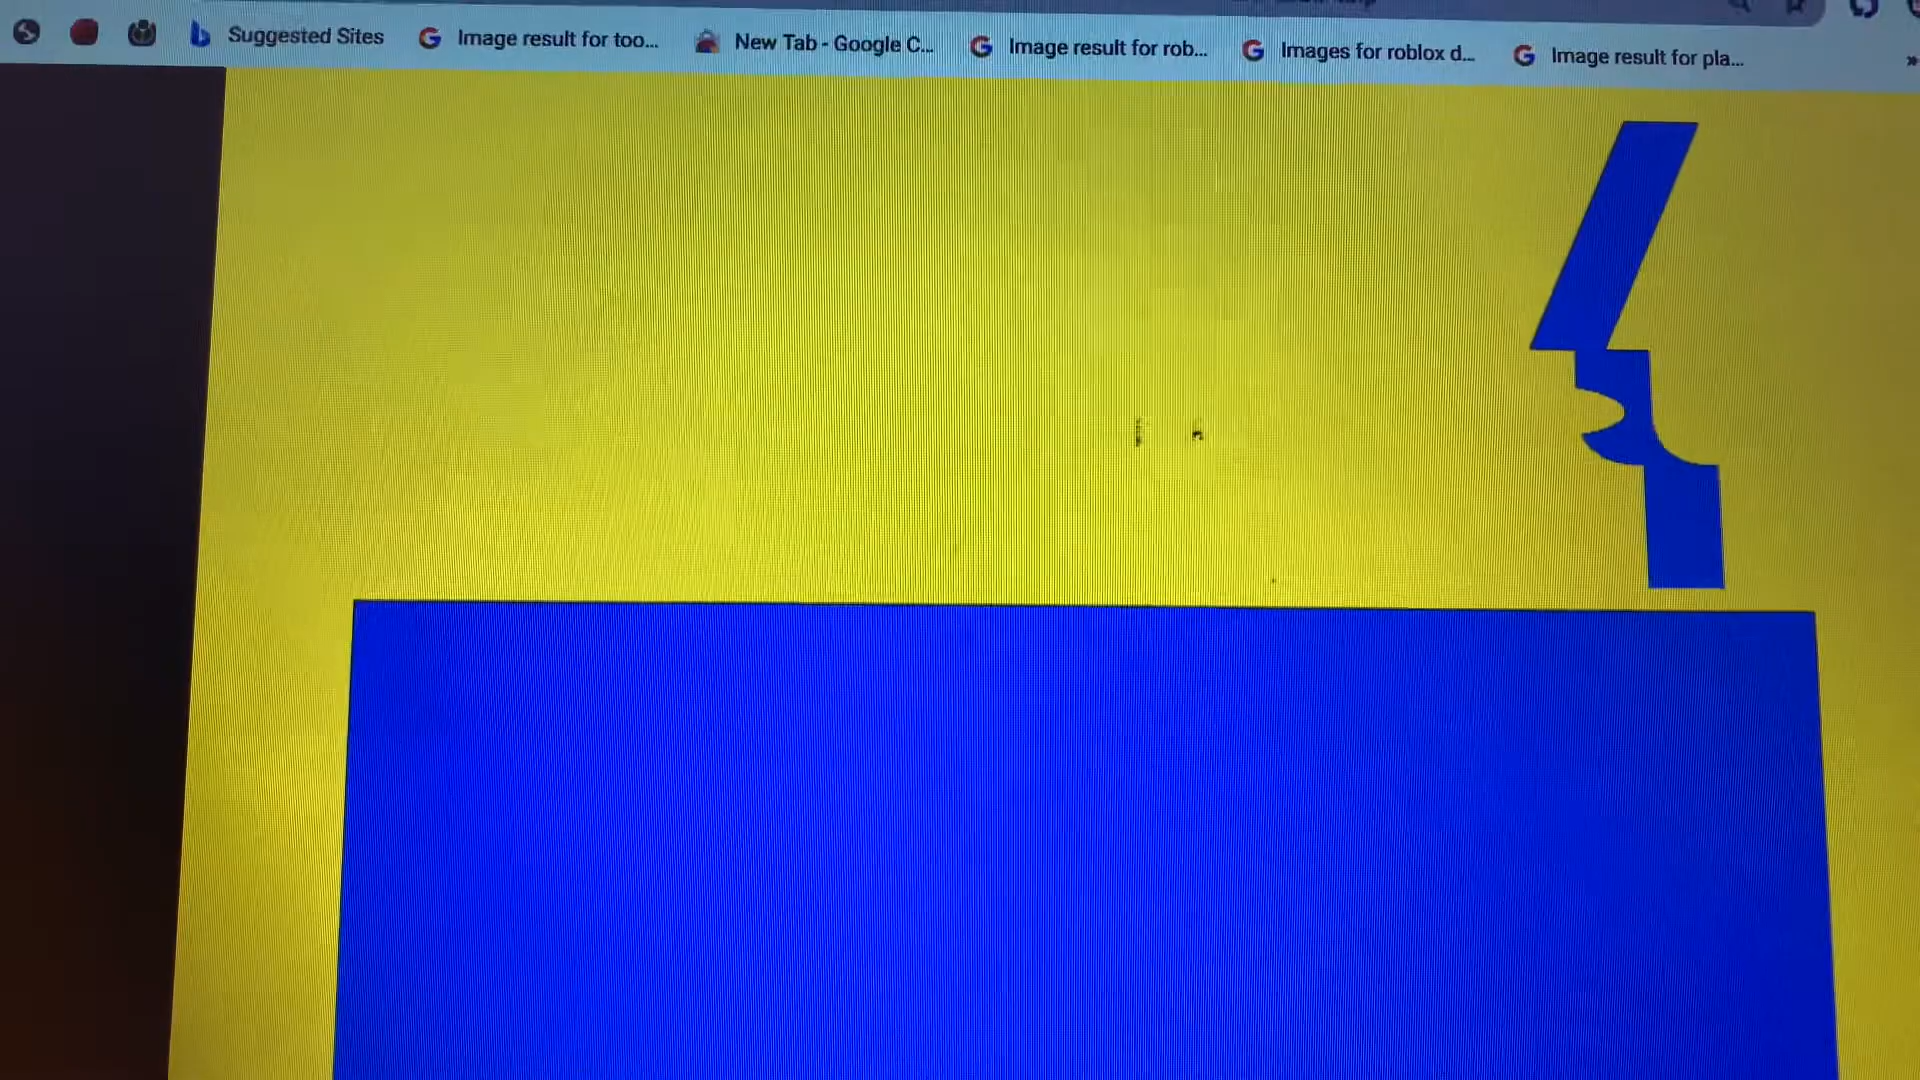 Suggested Sites
Image result for too...
New Tab - Google C...
Image result for rob...
Images for roblox d...
Image result for pla...
»